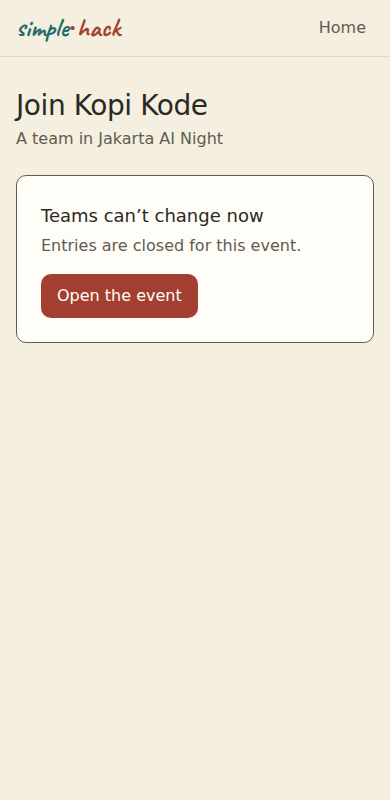 simple·hack
Home
Join Kopi Kode
A team in Jakarta AI Night
Teams can’t change now
Entries are closed for this event.
Open the event